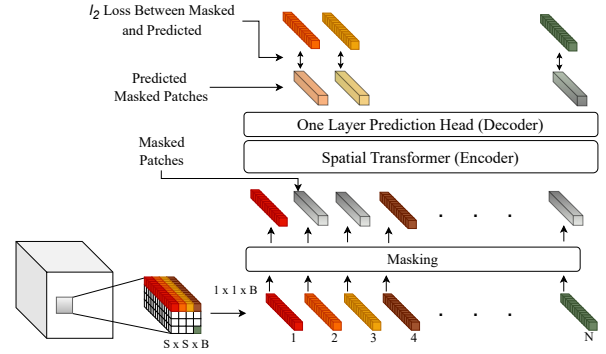 l₂ Loss Between Masked
and Predicted
Predicted
Masked Patches
One Layer Prediction Head (Decoder)
Spatial Transformer (Encoder)
Masked
Patches
. . .
Masking
1 x 1 x B
. . .
1 2 3 4 N
S x S x B